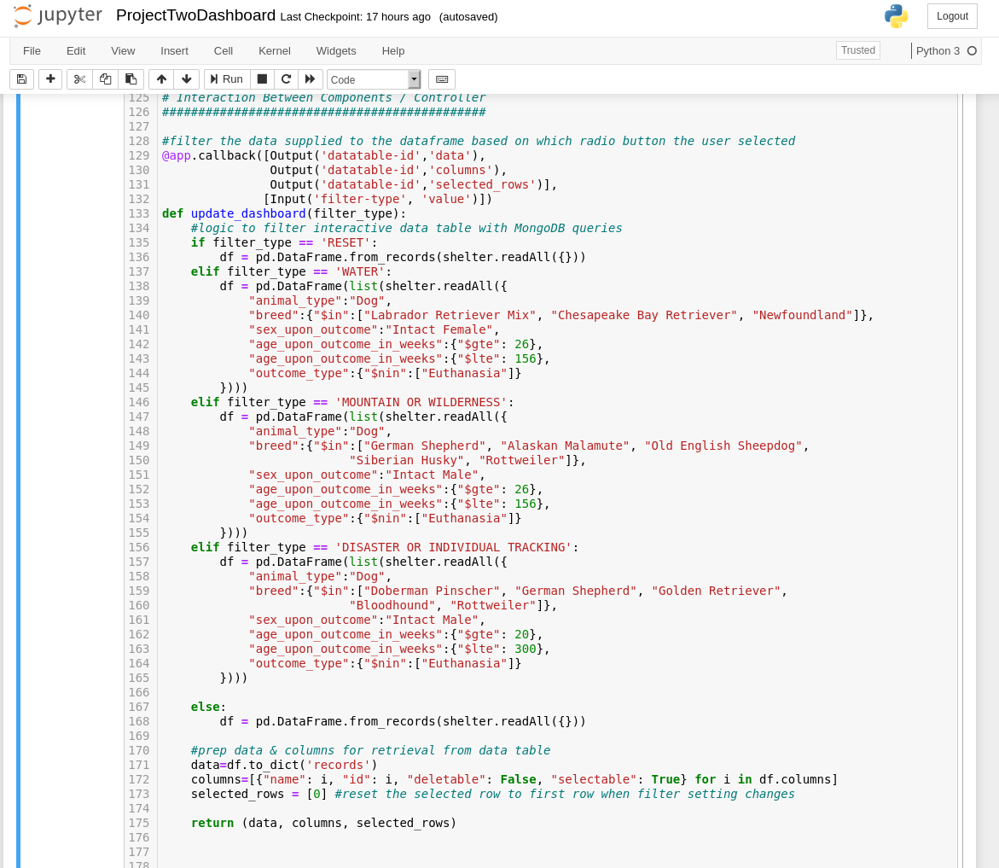 jupyter ProjectTwoDashboard Last Checkpoint: 17 hours ago (autosaved) Logout
File Edit View Insert Cell Kernel Widgets Help Trusted Python 3
Run Code
125 # Interaction Between Components / Controller
126 #############################################
127
128 #filter the data supplied to the dataframe based on which radio button the user selected
129 @app.callback([Output('datatable-id','data'),
130                Output('datatable-id','columns'),
131                Output('datatable-id','selected_rows')],
132               [Input('filter-type', 'value')])
133 def update_dashboard(filter_type):
134     #logic to filter interactive data table with MongoDB queries
135     if filter_type == 'RESET':
136         df = pd.DataFrame.from_records(shelter.readAll({}))
137     elif filter_type == 'WATER':
138         df = pd.DataFrame(list(shelter.readAll({
139             "animal_type":"Dog",
140             "breed":{"$in":["Labrador Retriever Mix", "Chesapeake Bay Retriever", "Newfoundland"]},
141             "sex_upon_outcome":"Intact Female",
142             "age_upon_outcome_in_weeks":{"$gte": 26},
143             "age_upon_outcome_in_weeks":{"$lte": 156},
144             "outcome_type":{"$nin":["Euthanasia"]}
145         })))
146     elif filter_type == 'MOUNTAIN OR WILDERNESS':
147         df = pd.DataFrame(list(shelter.readAll({
148             "animal_type":"Dog",
149             "breed":{"$in":["German Shepherd", "Alaskan Malamute", "Old English Sheepdog",
150                           "Siberian Husky", "Rottweiler"]},
151             "sex_upon_outcome":"Intact Male",
152             "age_upon_outcome_in_weeks":{"$gte": 26},
153             "age_upon_outcome_in_weeks":{"$lte": 156},
154             "outcome_type":{"$nin":["Euthanasia"]}
155         })))
156     elif filter_type == 'DISASTER OR INDIVIDUAL TRACKING':
157         df = pd.DataFrame(list(shelter.readAll({
158             "animal_type":"Dog",
159             "breed":{"$in":["Doberman Pinscher", "German Shepherd", "Golden Retriever",
160                           "Bloodhound", "Rottweiler"]},
161             "sex_upon_outcome":"Intact Male",
162             "age_upon_outcome_in_weeks":{"$gte": 20},
163             "age_upon_outcome_in_weeks":{"$lte": 300},
164             "outcome_type":{"$nin":["Euthanasia"]}
165         })))
166
167     else:
168         df = pd.DataFrame.from_records(shelter.readAll({}))
169
170     #prep data & columns for retrieval from data table
171     data=df.to_dict('records')
172     columns=[{"name": i, "id": i, "deletable": False, "selectable": True} for i in df.columns]
173     selected_rows = [0] #reset the selected row to first row when filter setting changes
174
175     return (data, columns, selected_rows)
176
177
178